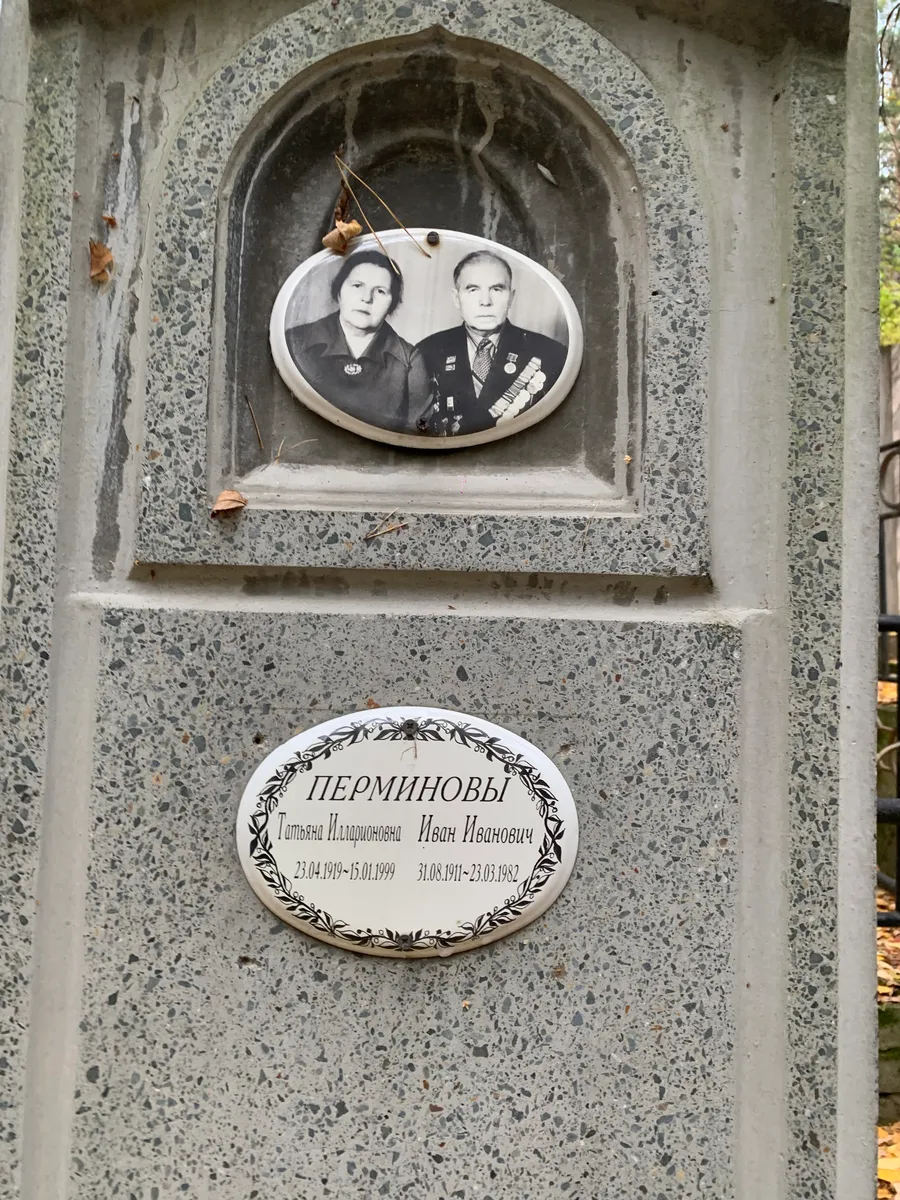 ПЕРМИНОВЫ
Татьяна Илларионовна Иван Иванович
23.04.1919~15.01.1999 31.08.1911~23.03.1982